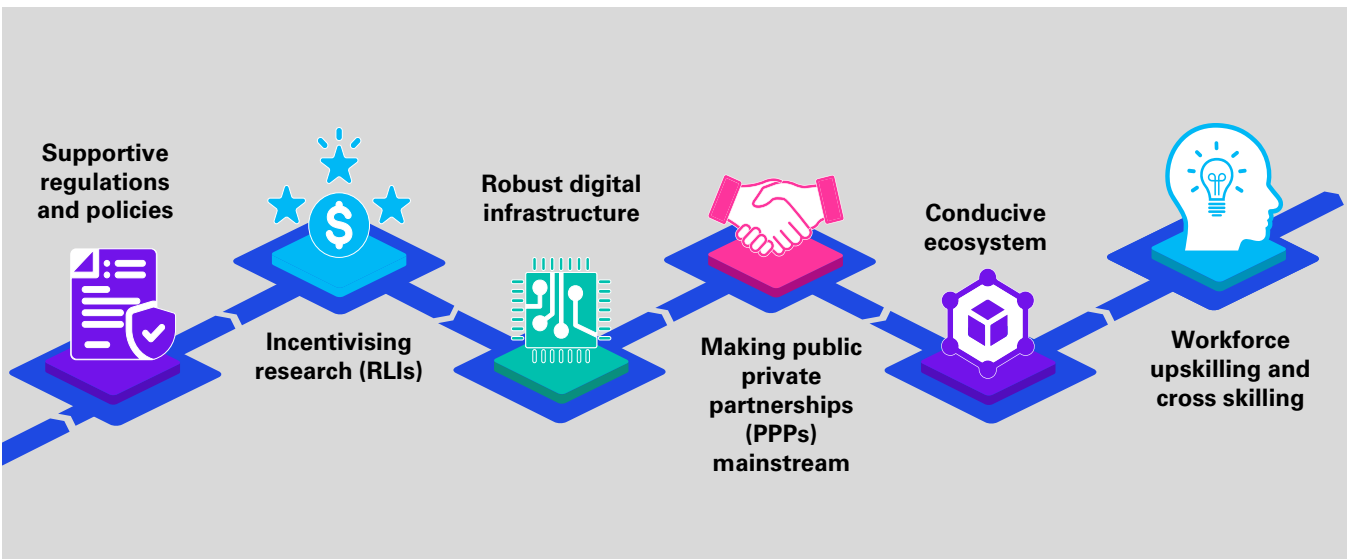 Supportive
regulations
and policies
$
Incentivising
research (RLIs)
Robust digital
infrastructure
Making public
private
partnerships
(PPPs)
mainstream
Conducive
ecosystem
Workforce
upskilling and
cross skilling